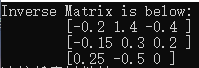 Inverse Matrix is below:
[-0.2 1.4 -0.4 ]
[-0.15 0.3 0.2 ]
[0.25 -0.5 0 ]